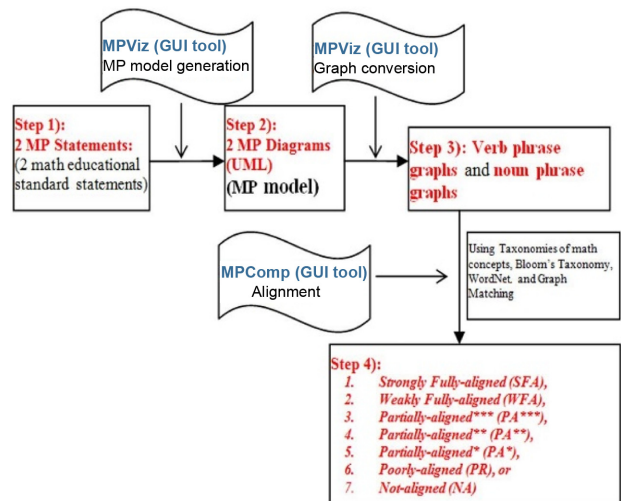 MPViz (GUI tool)
MP model generation
MPViz (GUI tool)
Graph conversion
Step 1):
2 MP Statements:
(2 math educational
standard statements)
Step 2):
2 MP Diagrams
(UML)
(MP model)
Step 3): Verb phrase
graphs and noun phrase
graphs
MPComp (GUI tool)
Alignment
Using Taxonomies of math
concepts, Bloom's Taxonomy,
WordNet, and Graph
Matching
Step 4):
1. Strongly Fully-aligned (SFA),
2. Weakly Fully-aligned (WFA),
3. Partially-aligned*** (PA***),
4. Partially-aligned** (PA**),
5. Partially-aligned* (PA*),
6. Poorly-aligned (PR), or
7. Not-aligned (NA)